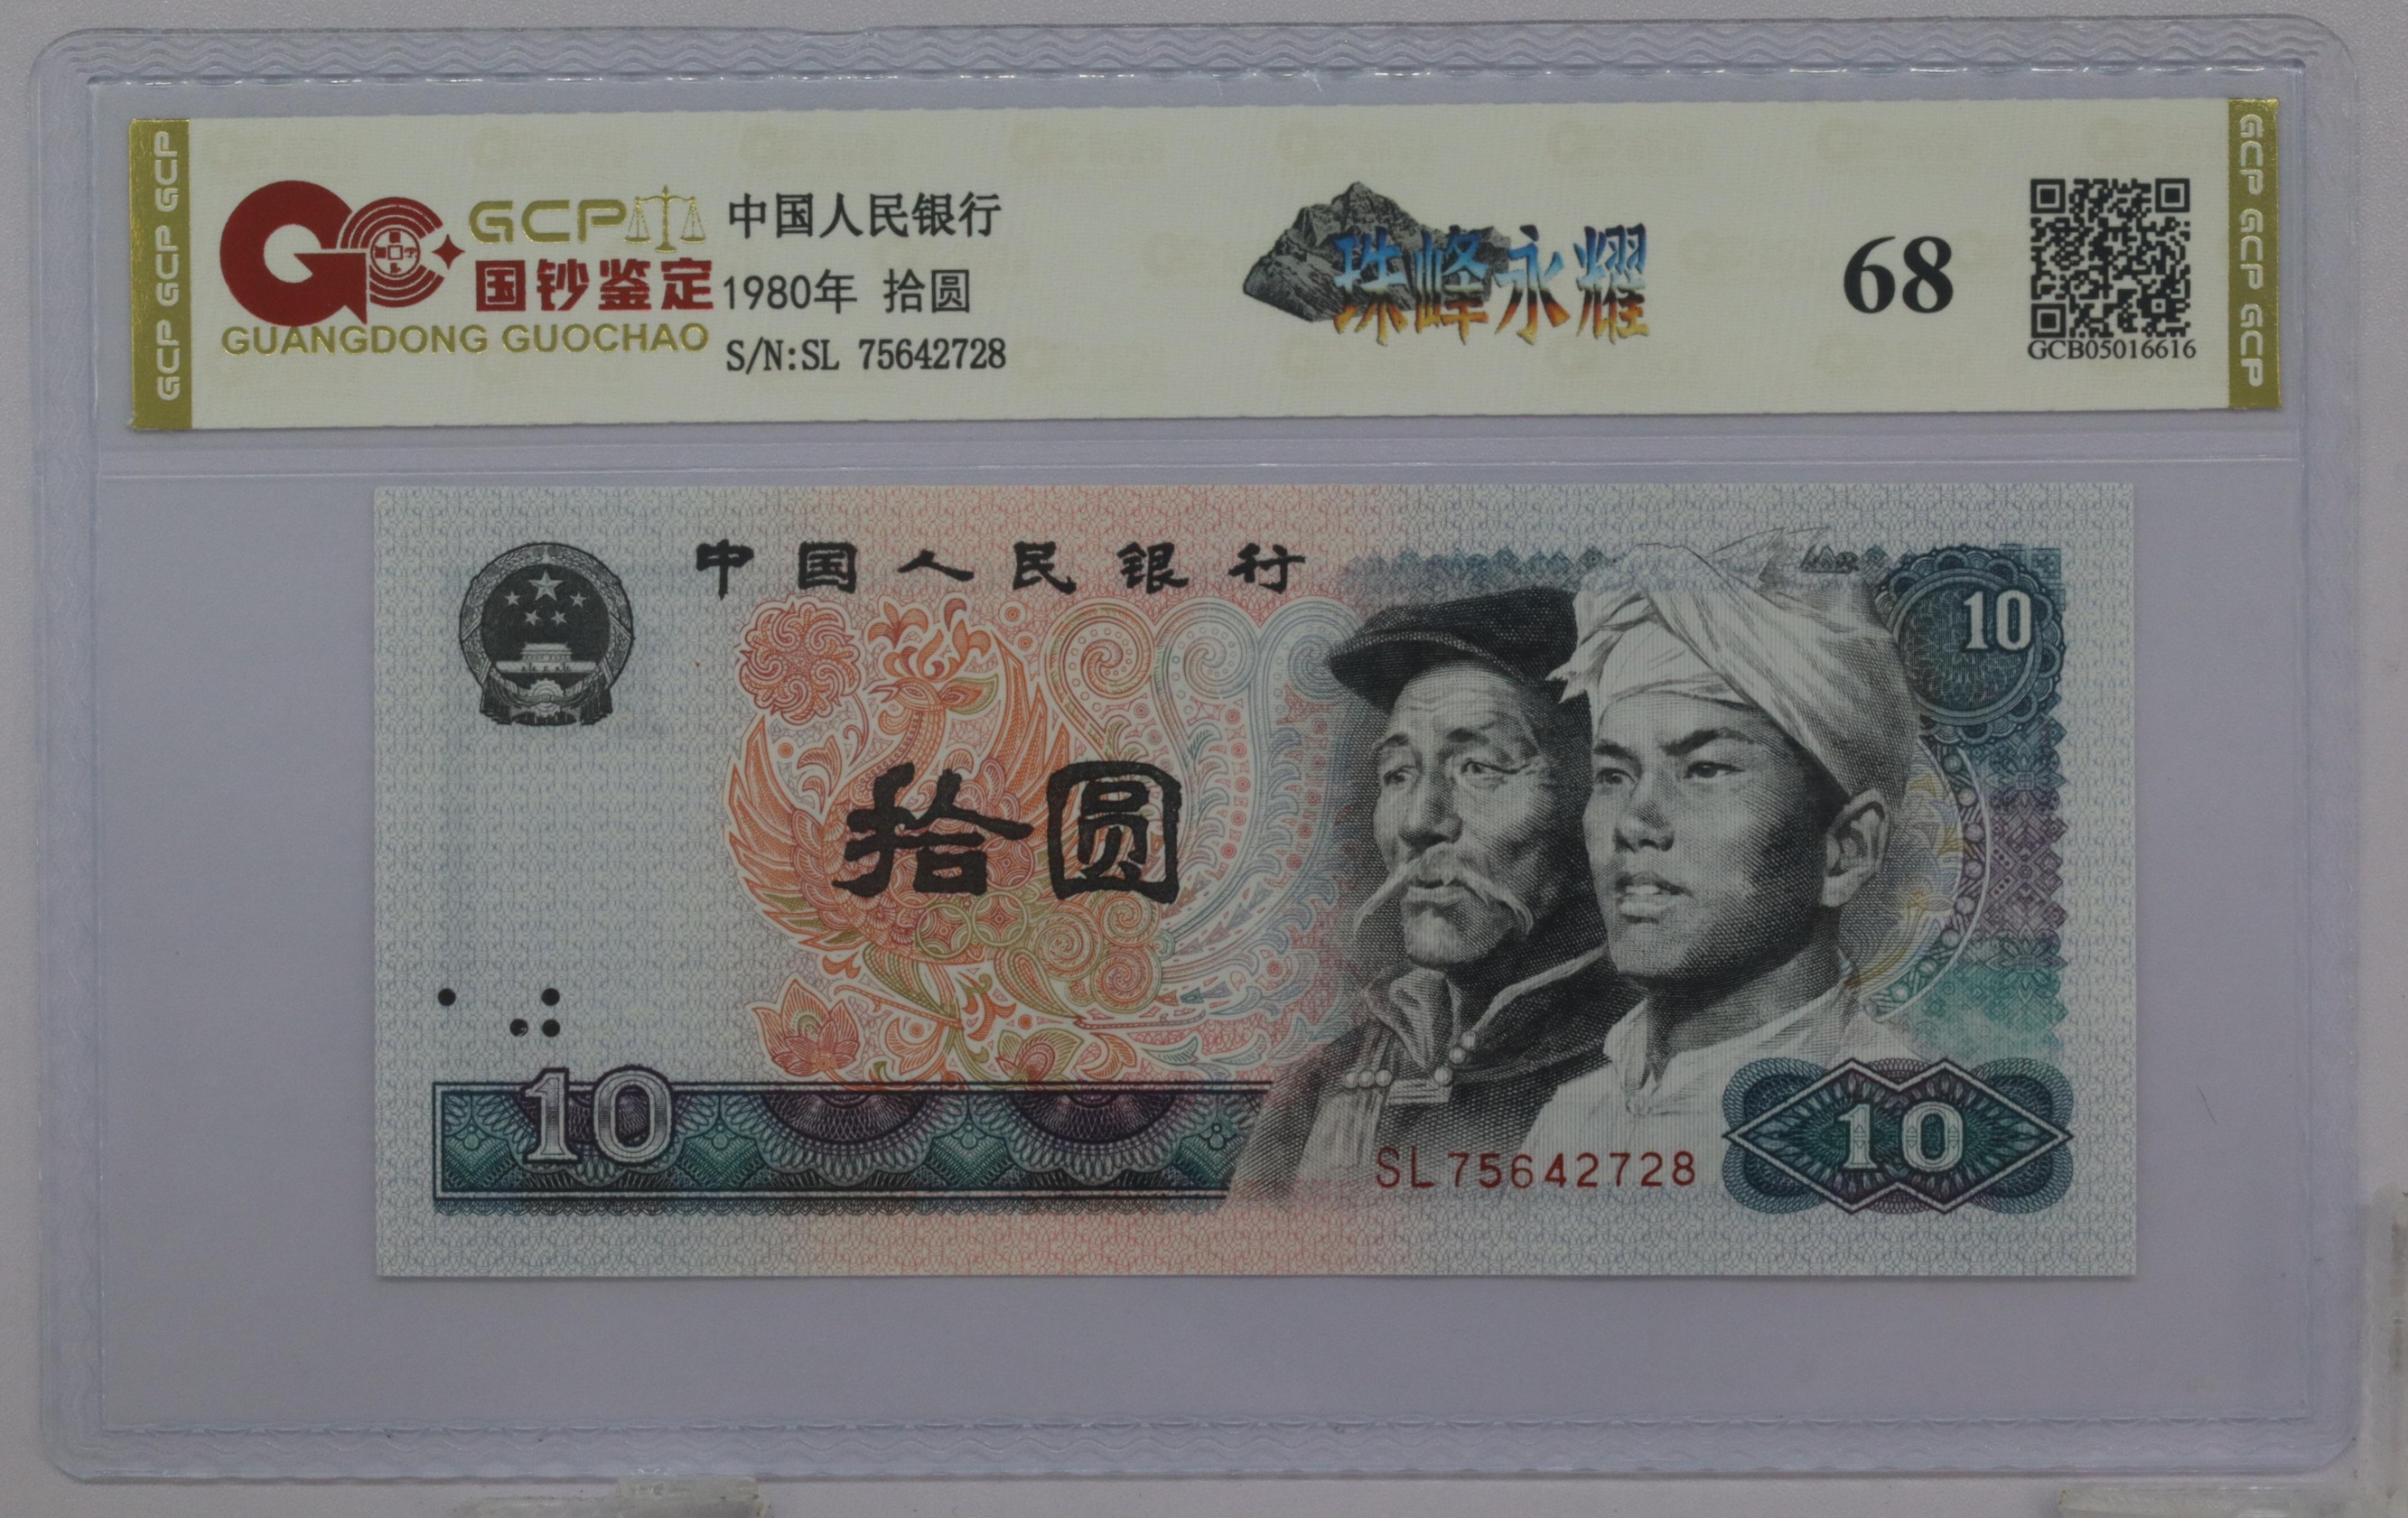 GCP GCP GCP
GCP
国钞鉴定
GUANGDONG GUOCHAO
中国人民银行
1980年 拾圆
S/N:SL 75642728
珠峰永耀
68
GCB05016616
GCP GCP GCP
中国人民银行
10
拾圆
10
SL75642728
10